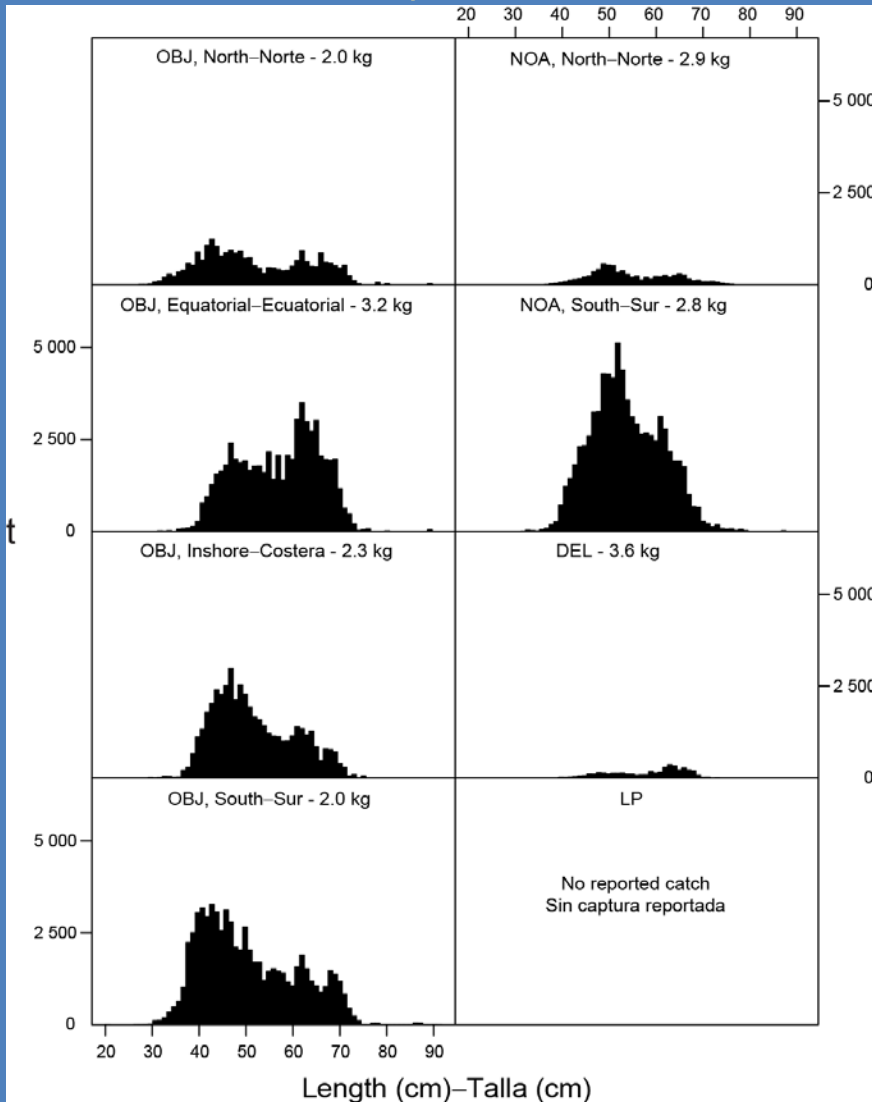 20 30 40 50 60 70 80 90
OBJ, North–Norte - 2.0 kg
NOA, North-Norte - 2.9 kg
5 000
2 500
0
OBJ, Equatorial–Ecuatorial - 3.2 kg
NOA, South–Sur - 2.8 kg
5 000
2 500
0
t
OBJ, Inshore–Costera - 2.3 kg
DEL - 3.6 kg
5 000
2 500
0
OBJ, South–Sur - 2.0 kg
LP
5 000
2 500
0
No reported catch
Sin captura reportada
20 30 40 50 60 70 80 90
Length (cm)–Talla (cm)